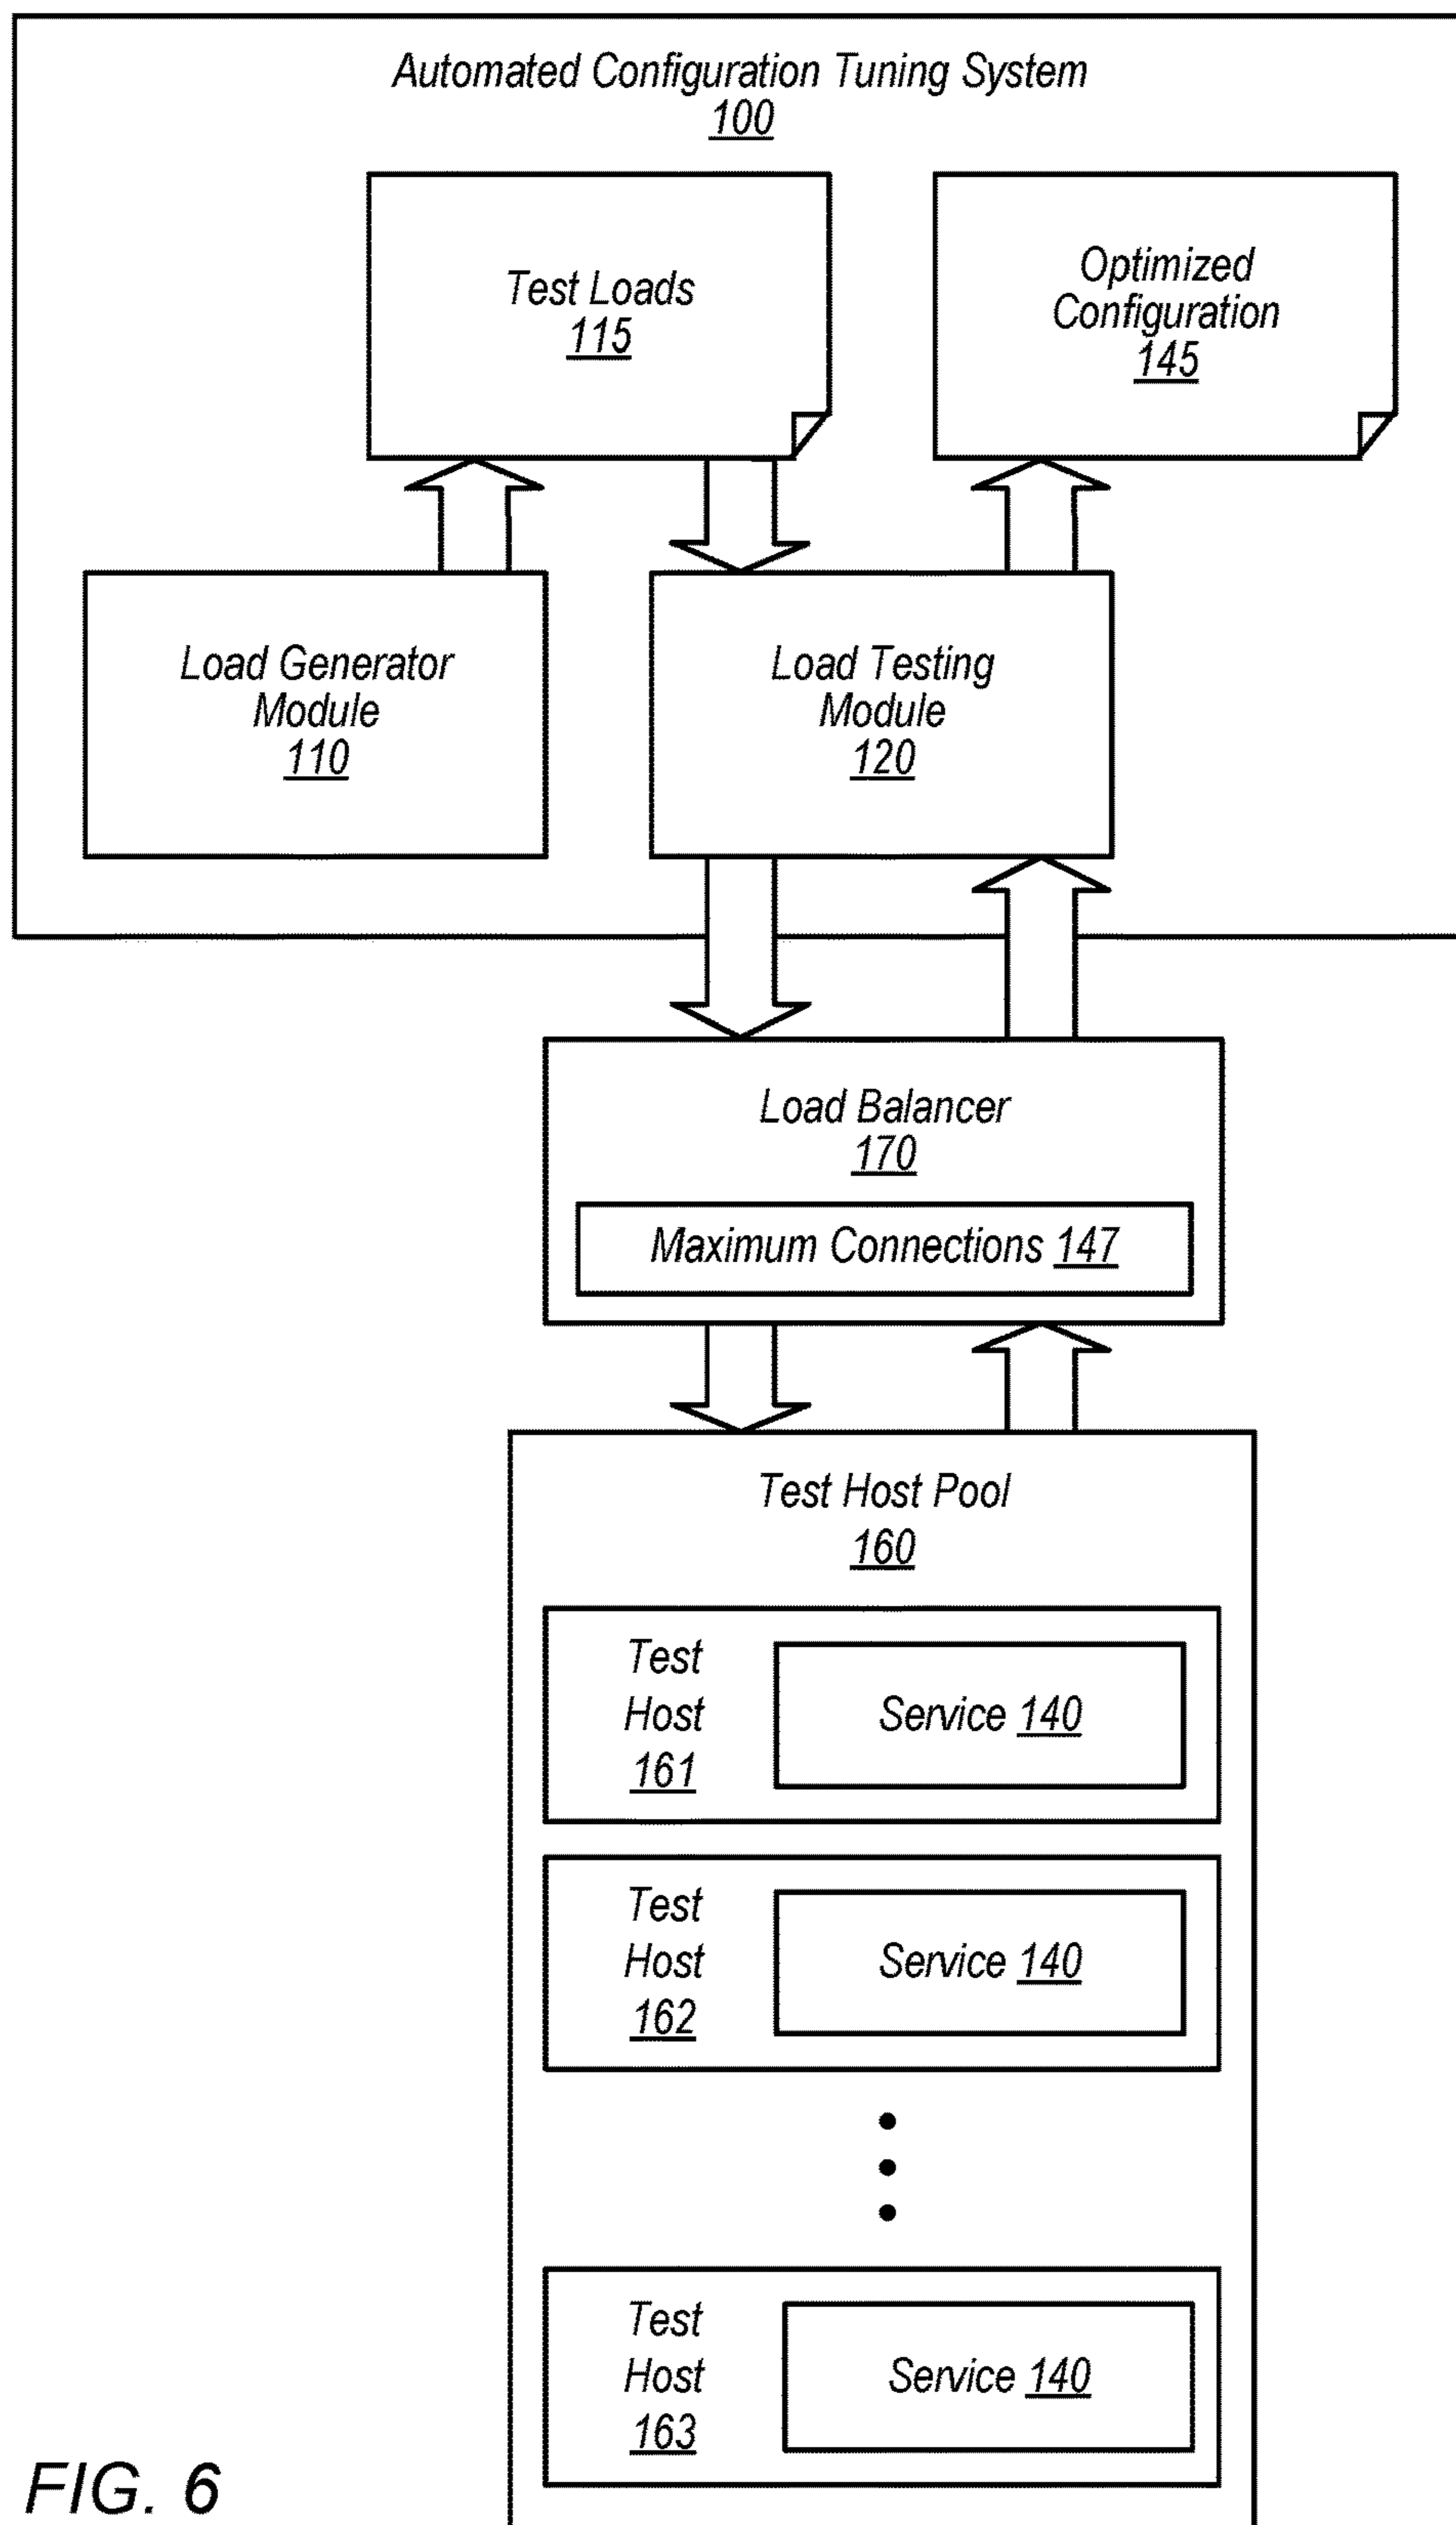 Automated Configuration Tuning System
100
Test Loads
115
Optimized
Configuration
145
Load Generator
Module
110
Load Testing
Module
120
Load Balancer
170
Maximum Connections 147
Test Host Pool
160
Test
Host
161
Service 140
Test
Host
162
Service 140
Test
Host
163
Service 140
FIG. 6